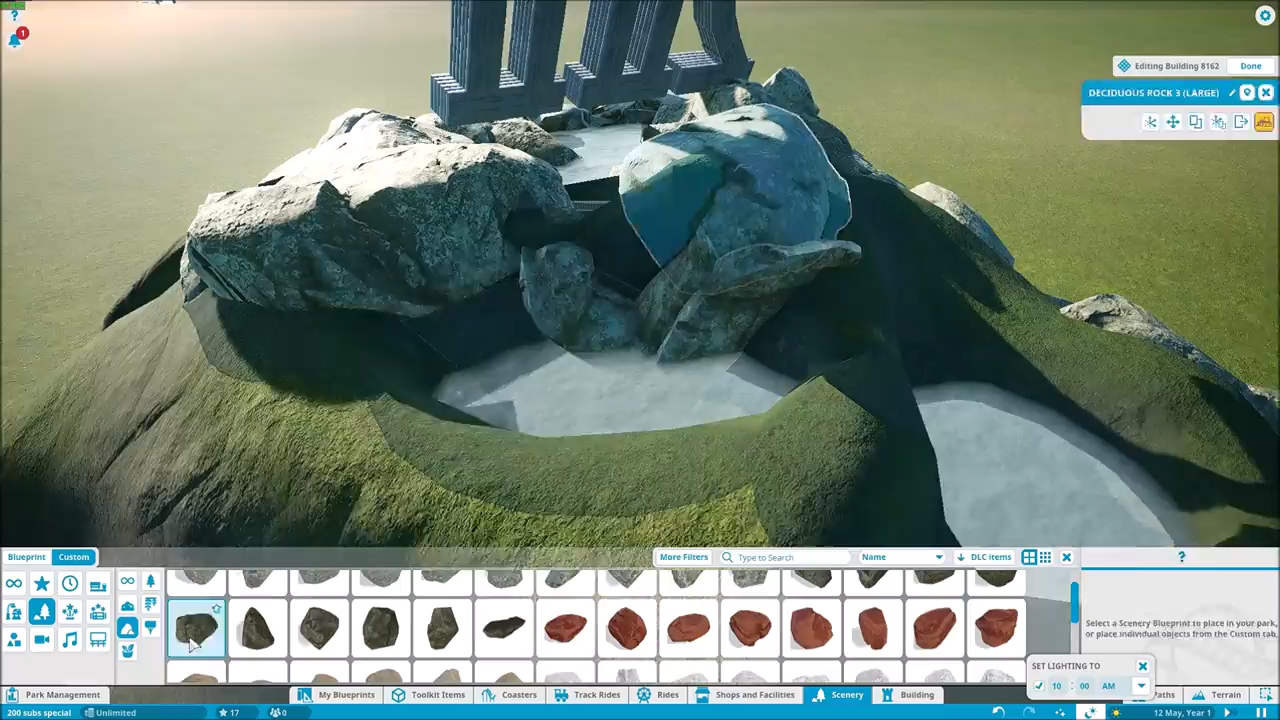 ?
1
Editing Building 8162
Done
DECIDUOUS ROCK 3 (LARGE)
Blueprint
Custom
More Filters
Type to Search
Name
DLC items
?
Select a Scenery Blueprint to place in your park, or place individual objects from the Custom tab.
SET LIGHTING TO
10 : 00 AM
Park Management
My Blueprints
Toolkit Items
Coasters
Track Rides
Rides
Shops and Facilities
Scenery
Building
Paths
Terrain
200 subs special
Unlimited
17
0
12 May, Year 1